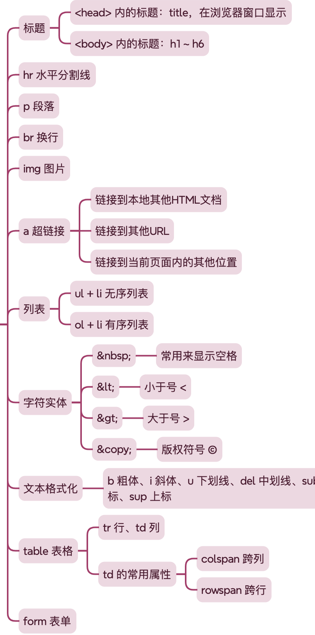 标题
<head> 内的标题：title，在浏览器窗口显示
<body> 内的标题：h1 ~ h6
hr 水平分割线
p 段落
br 换行
img 图片
a 超链接
链接到本地其他HTML文档
链接到其他URL
链接到当前页面内的其他位置
列表
ul + li 无序列表
ol + li 有序列表
字符实体
&nbsp;
常用来显示空格
&lt;
小于号 <
&gt;
大于号 >
&copy;
版权符号 ©
文本格式化
b 粗体、i 斜体、u 下划线、del 中划线、sub
标、sup 上标
table 表格
tr 行、td 列
td 的常用属性
colspan 跨列
rowspan 跨行
form 表单